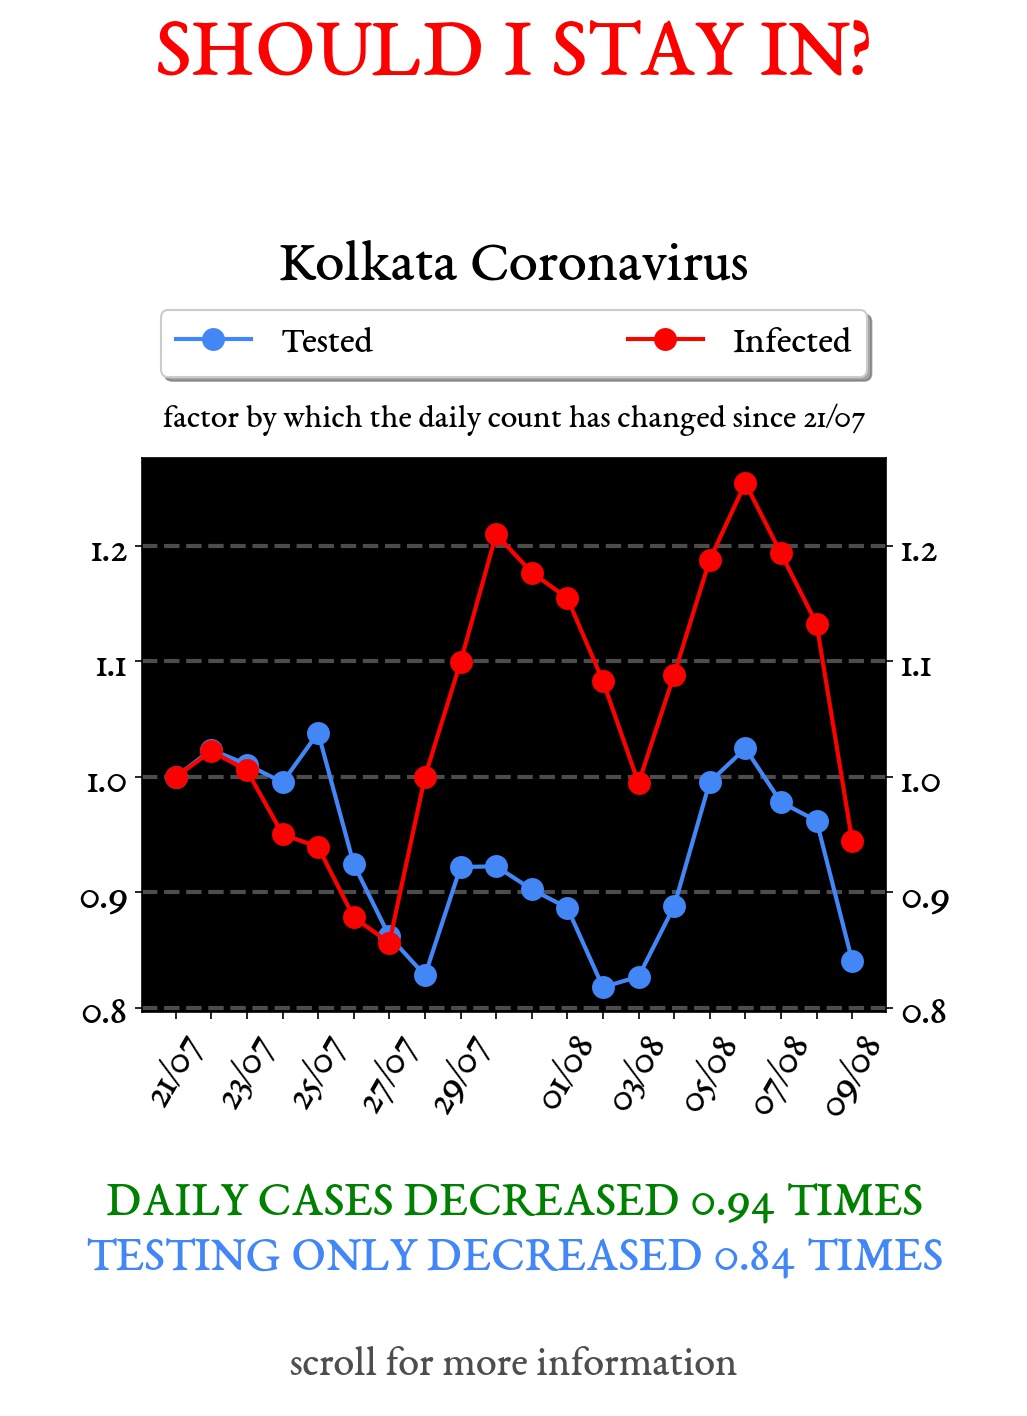 SHOULD I STAY IN?
Kolkata Coronavirus
Tested Infected
factor by which the daily count has changed since 21/07
1.2 1.2
1.1 1.1
1.0 1.0
0.9 0.9
0.8 0.8
21/07 23/07 25/07 27/07 29/07 01/08 03/08 05/08 07/08 09/08
DAILY CASES DECREASED 0.94 TIMES
TESTING ONLY DECREASED 0.84 TIMES
scroll for more information